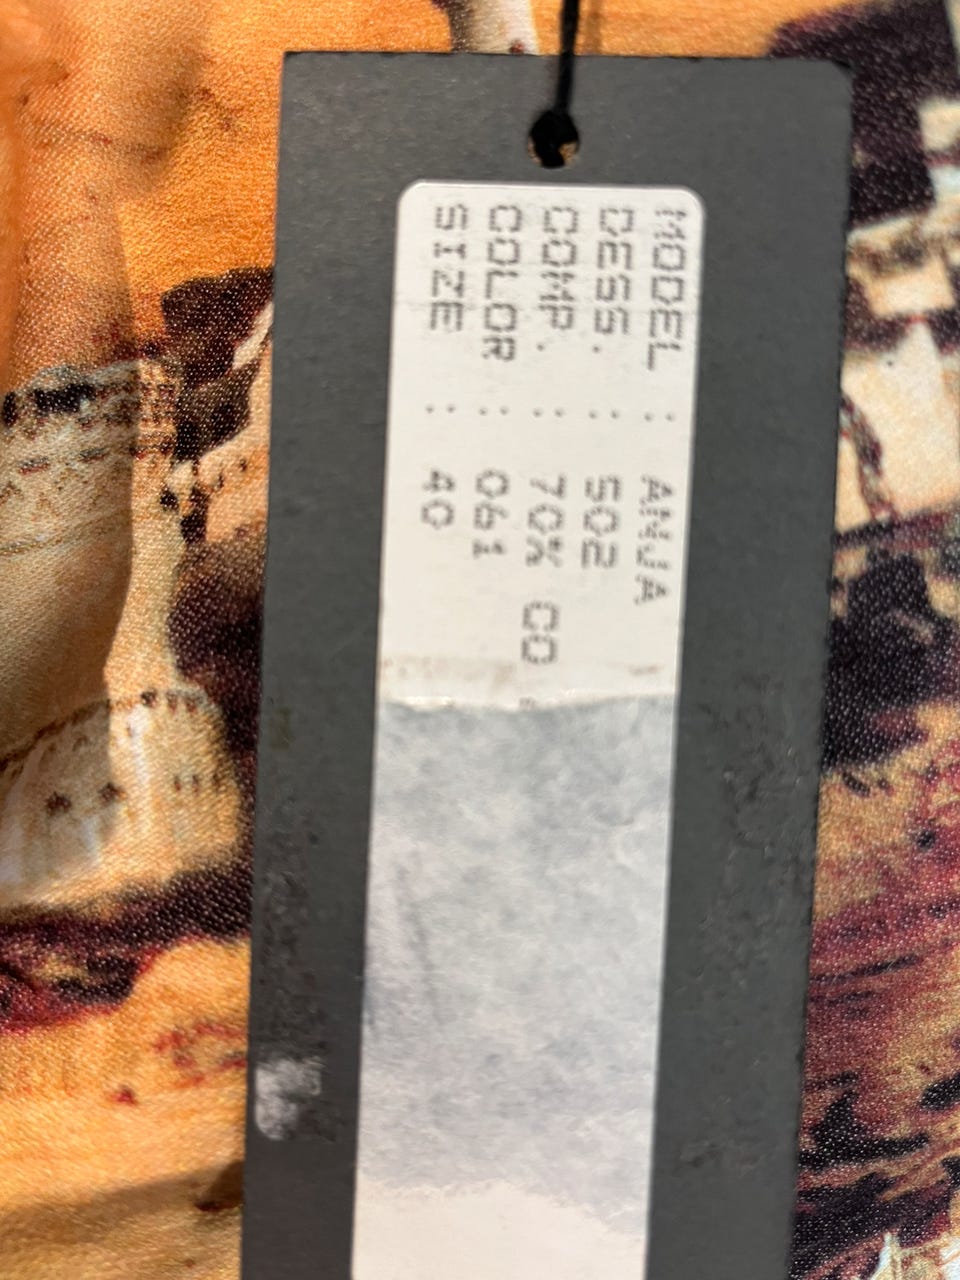 MODEL : ANJA
DESS. : 502
COMP. : 70% CO
COLOR : 061
SIZE : 40